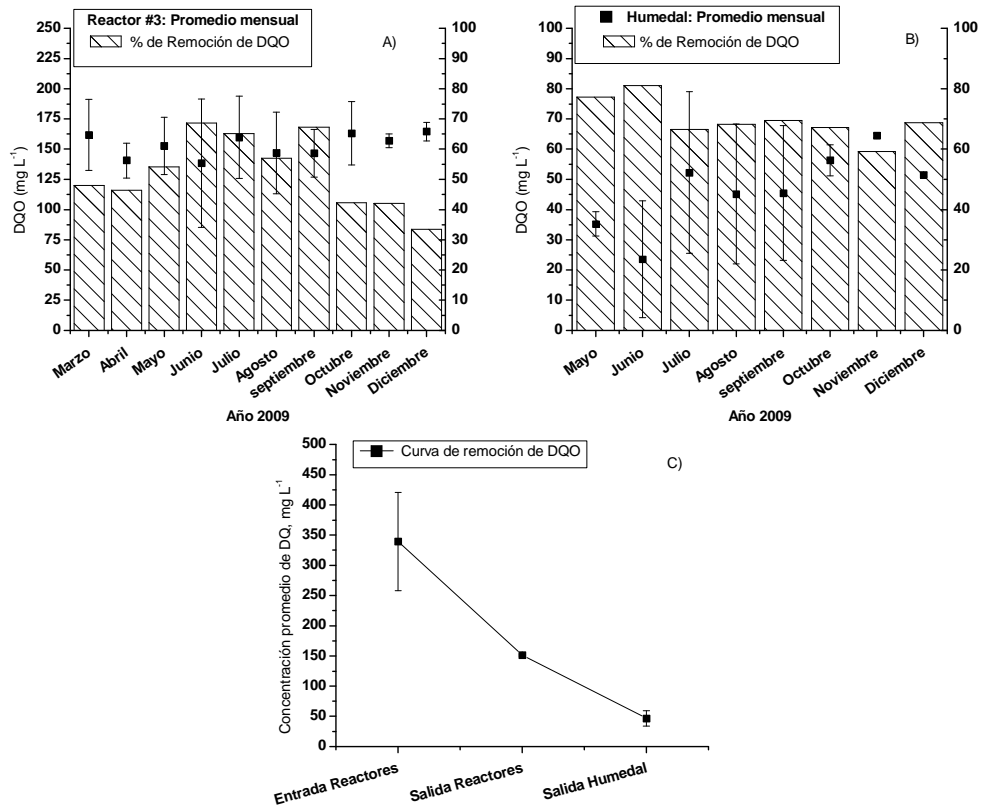 Reactor #3: Promedio mensual
% de Remoción de DQO
A)
250
225
200
175
150
125
100
75
50
25
0
DQO (mg L-1)
100
90
80
70
60
50
40
30
20
10
0
Marzo
Abril
Mayo
Junio
Julio
Agosto
septiembre
Octubre
Noviembre
Diciembre
Año 2009
Humedal: Promedio mensual
% de Remoción de DQO
B)
100
90
80
70
60
50
40
30
20
10
0
DQO (mg L-1)
100
90
80
70
60
50
40
30
20
10
0
Mayo
Junio
Julio
Agosto
septiembre
Octubre
Noviembre
Diciembre
Año 2009
Curva de remoción de DQO
C)
500
450
400
350
300
250
200
150
100
50
0
Concentración promedio de DQ, mg L-1
Entrada Reactores
Salida Reactores
Salida Humedal